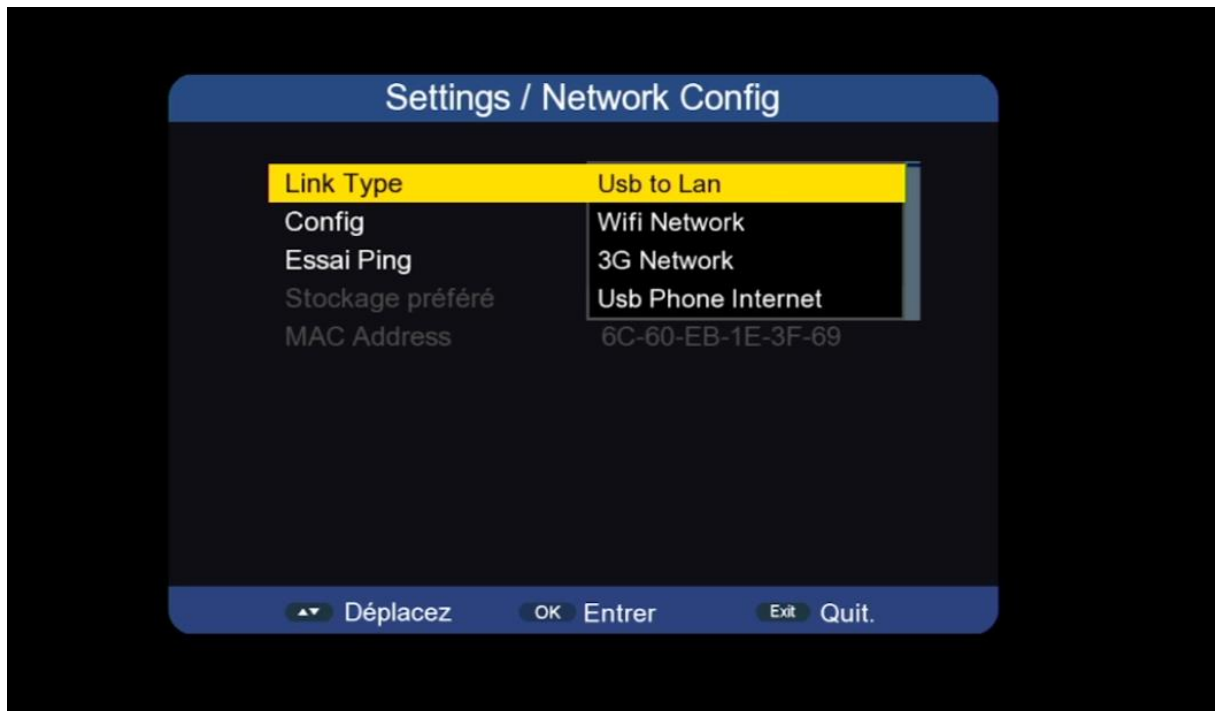 Settings / Network Config
Link Type Usb to Lan
Config Wifi Network
Essai Ping 3G Network
Stockage préféré Usb Phone Internet
MAC Address 6C-60-EB-1E-3F-69
Déplacez OK Entrer Exit Quit.